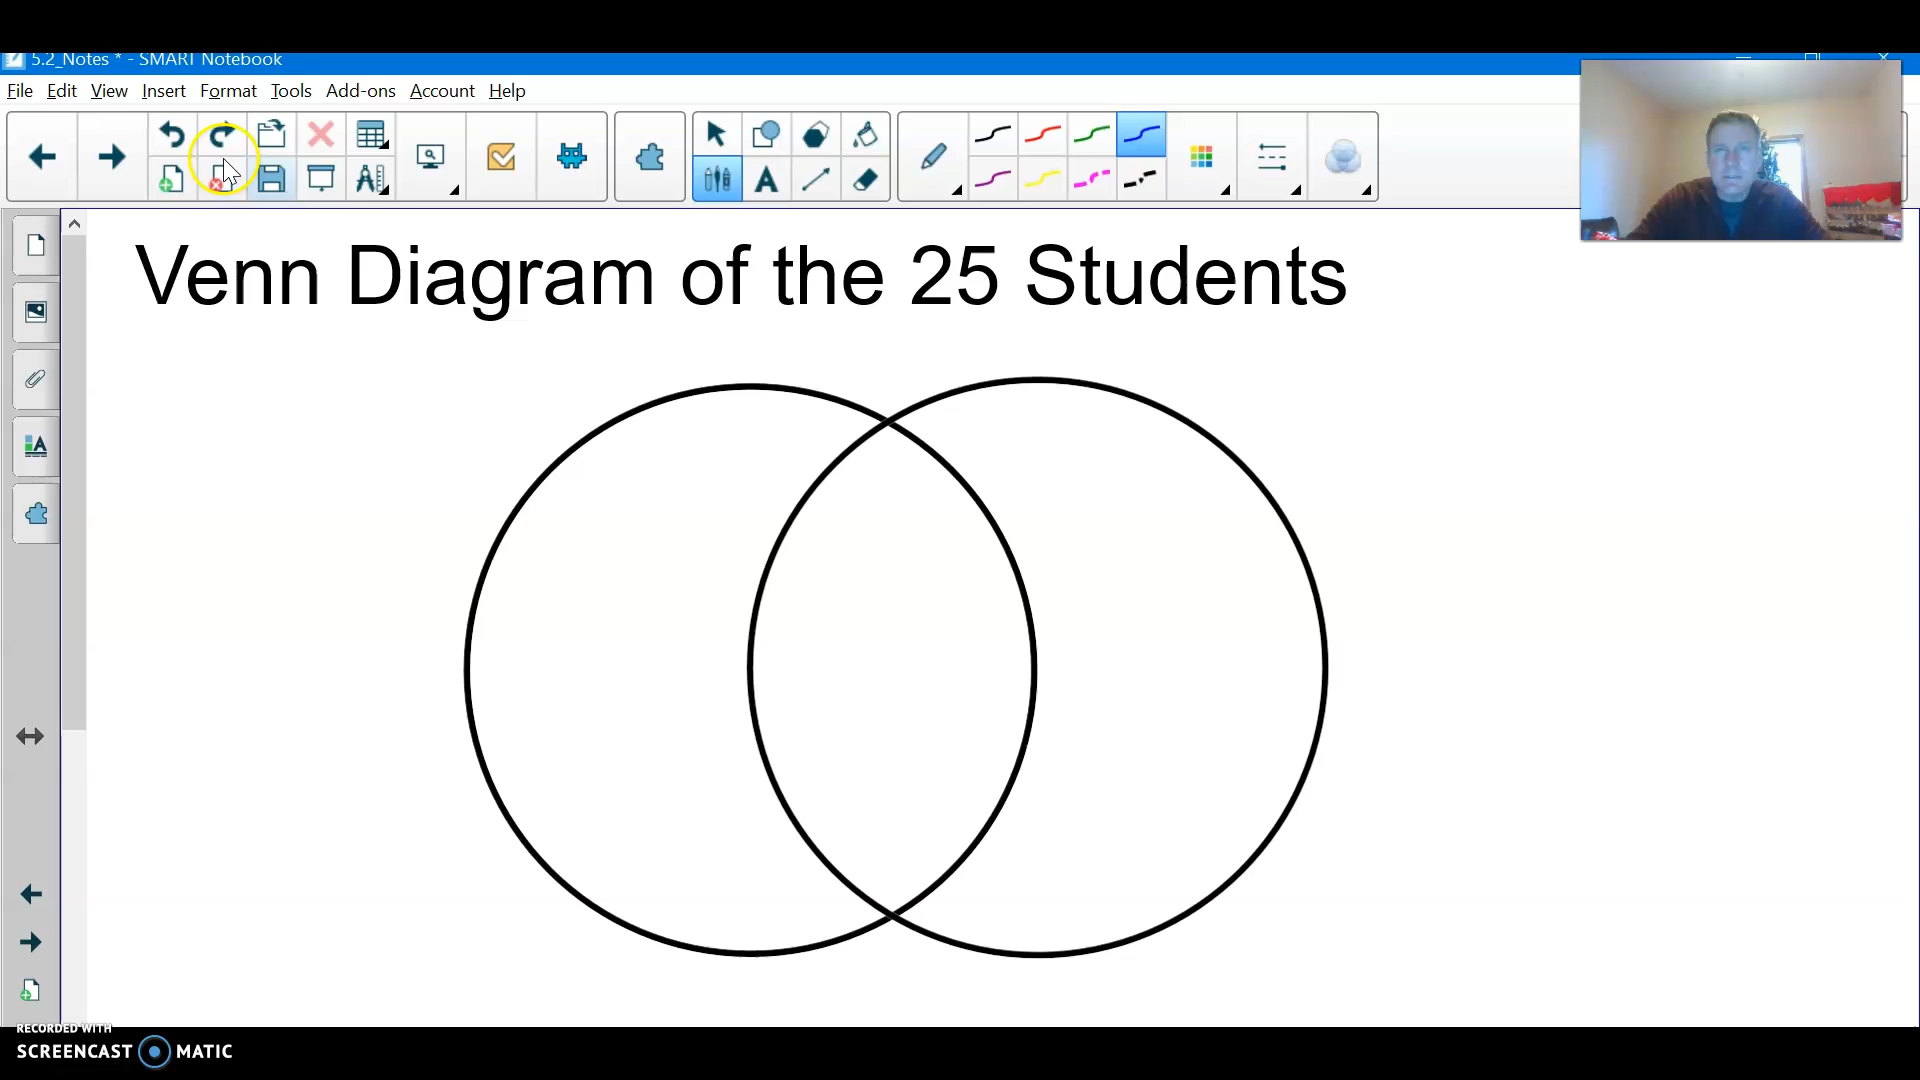 5.2_Notes * - SMART Notebook
File Edit View Insert Format Tools Add-ons Account Help
Venn Diagram of the 25 Students
RECORDED WITH
SCREENCAST MATIC